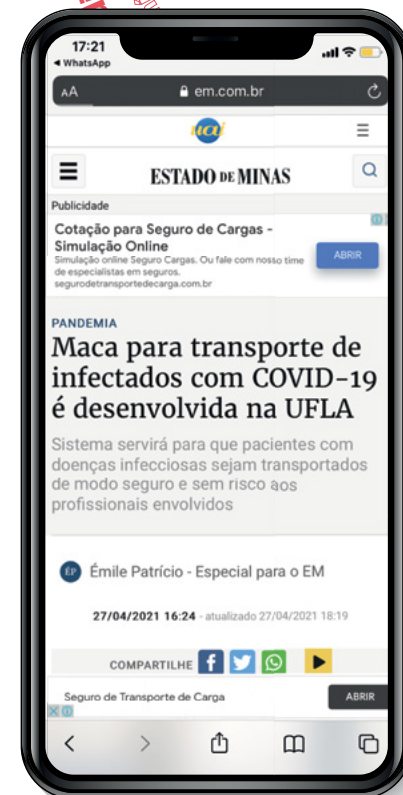 17:21
WhatsApp
AA em.com.br
uai
ESTADO DE MINAS
Publicidade
Cotação para Seguro de Cargas -
Simulação Online
Simulação online Seguro Cargas. Ou fale com nosso time
de especialistas em seguros.
segurodetransportedecarga.com.br
ABRIR
PANDEMIA
Maca para transporte de
infectados com COVID-19
é desenvolvida na UFLA
Sistema servirá para que pacientes com
doenças infecciosas sejam transportados
de modo seguro e sem risco aos
profissionais envolvidos
ÉP Émile Patrício - Especial para o EM
27/04/2021 16:24 - atualizado 27/04/2021 18:19
COMPARTILHE
Seguro de Transporte de Carga ABRIR